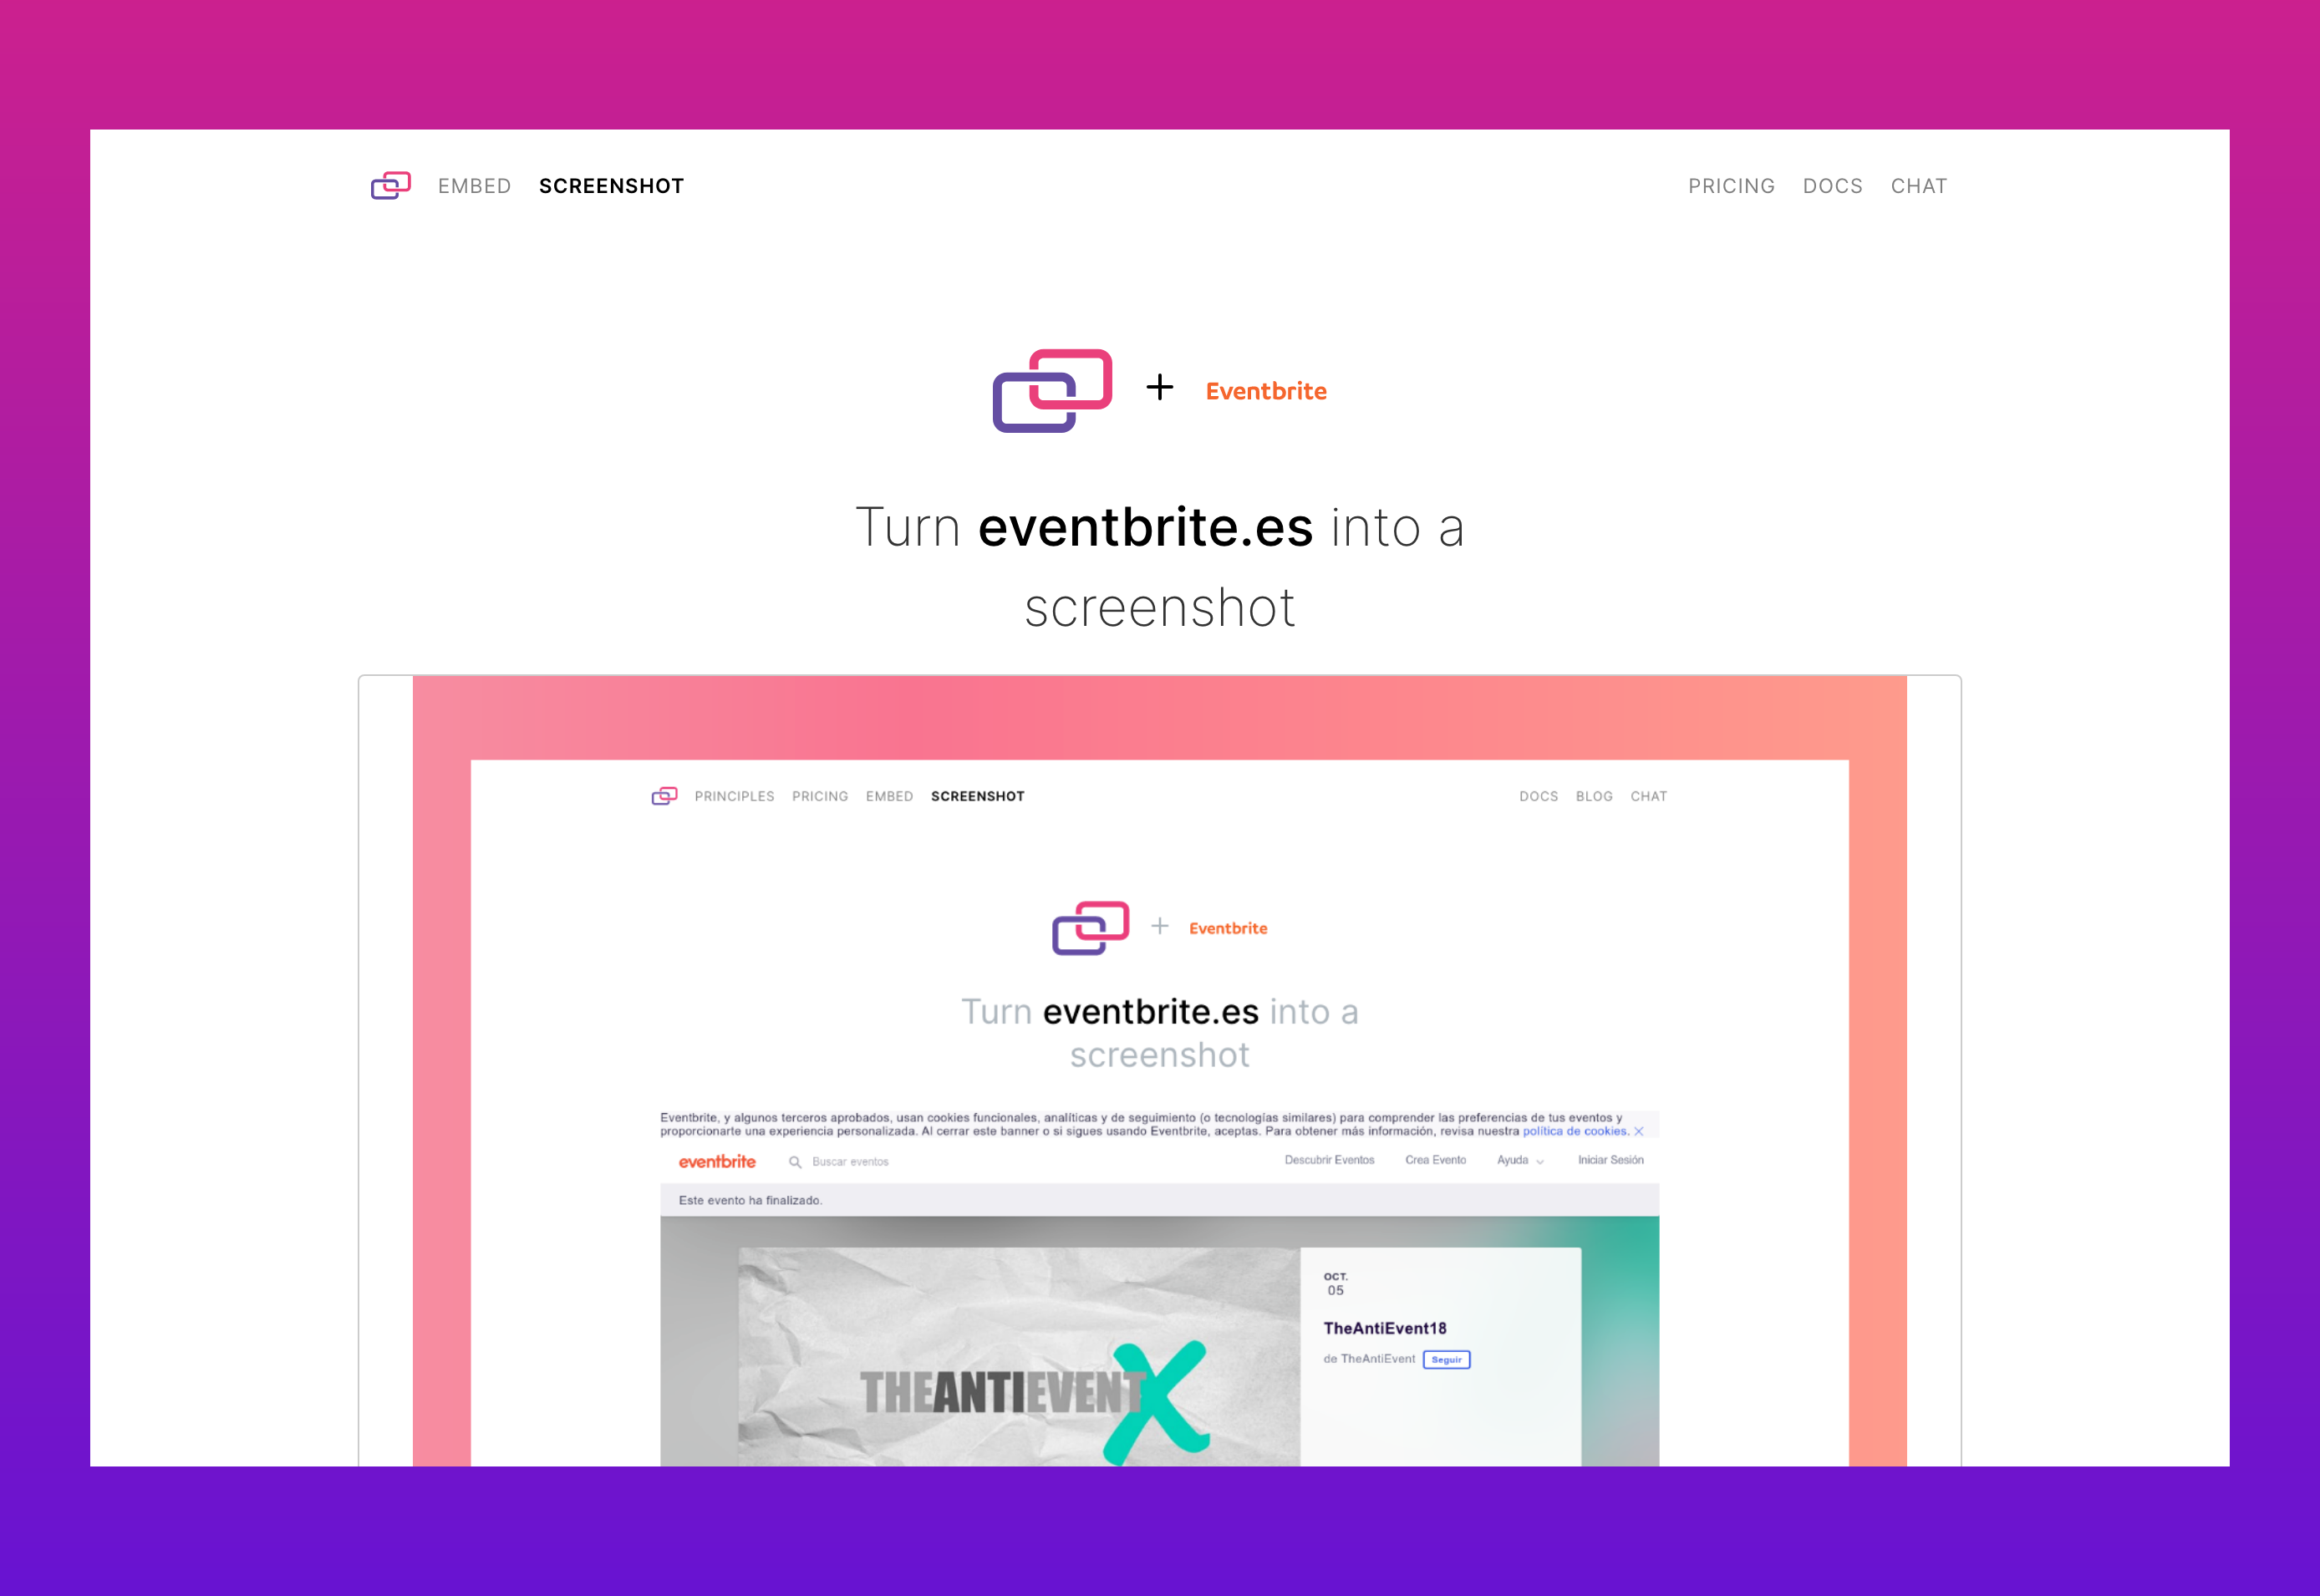 EMBED SCREENSHOT PRICING DOCS CHAT
+ Eventbrite
Turn eventbrite.es into a
screenshot
PRINCIPLES PRICING EMBED SCREENSHOT DOCS BLOG CHAT
+ Eventbrite
Turn eventbrite.es into a
screenshot
Eventbrite, y algunos terceros aprobados, usan cookies funcionales, analíticas y de seguimiento (o tecnologías similares) para comprender las preferencias de tus eventos y
proporcionarte una experiencia personalizada. Al cerrar este banner o si sigues usando Eventbrite, aceptas. Para obtener más información, revisa nuestra política de cookies. ×
eventbrite Buscar eventos Descubrir Eventos Crea Evento Ayuda Iniciar Sesión
Este evento ha finalizado.
OCT.
05
TheAntiEvent18
de TheAntiEvent Seguir
THEANTIEVENT X